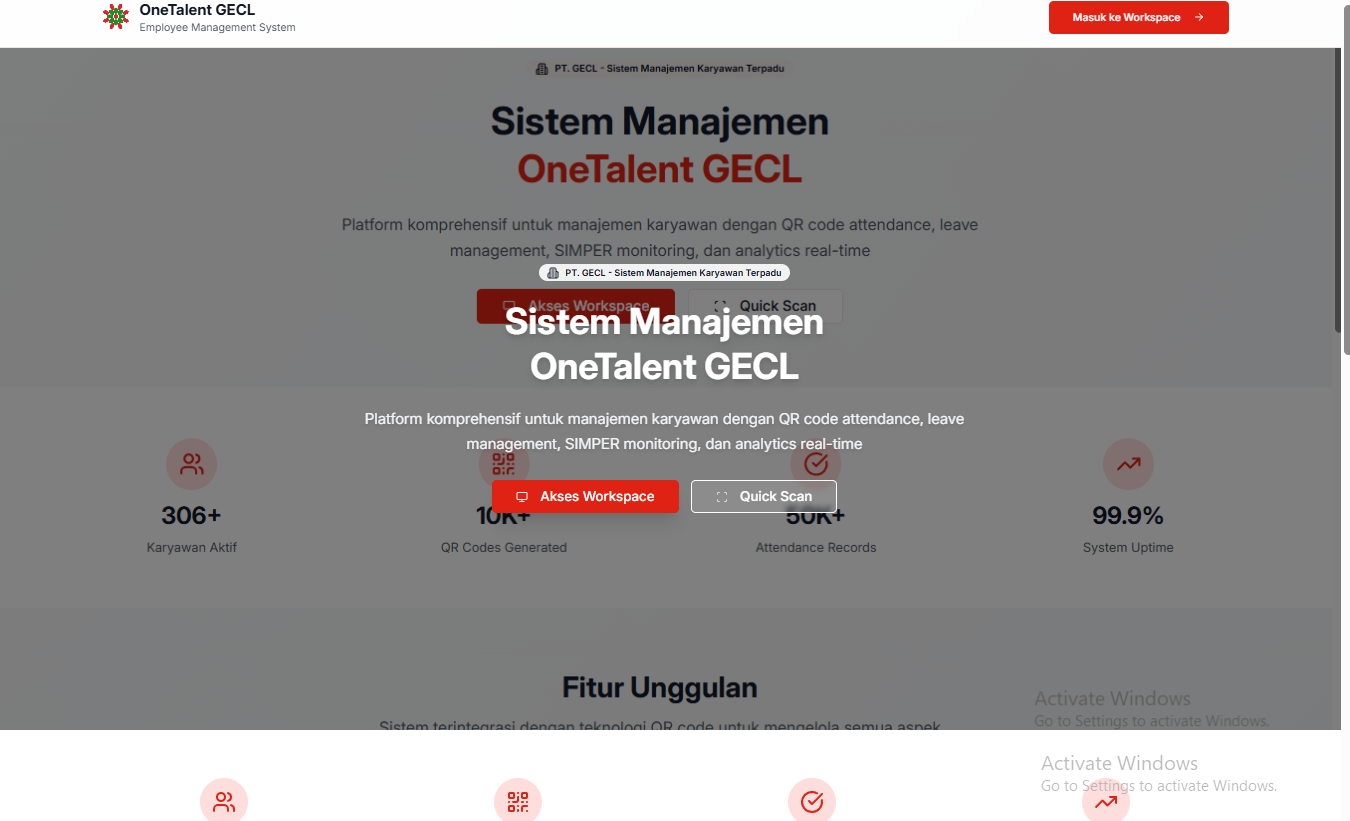 OneTalent GECL
Employee Management System
Masuk ke Workspace
PT. GECL - Sistem Manajemen Karyawan Terpadu
Sistem Manajemen
OneTalent GECL
Platform komprehensif untuk manajemen karyawan dengan QR code attendance, leave
management, SIMPER monitoring, dan analytics real-time
PT. GECL - Sistem Manajemen Karyawan Terpadu
Akses Workspace
Quick Scan
Sistem Manajemen
OneTalent GECL
Platform komprehensif untuk manajemen karyawan dengan QR code attendance, leave
management, SIMPER monitoring, dan analytics real-time
Akses Workspace
Quick Scan
306+
10K+
50K+
99.9%
Karyawan Aktif
QR Codes Generated
Attendance Records
System Uptime
Fitur Unggulan
Sistem terintegrasi dengan teknologi QR code untuk mengelola semua aspek
Activate Windows
Go to Settings to activate Windows.
Activate Windows
Go to Settings to activate Windows.